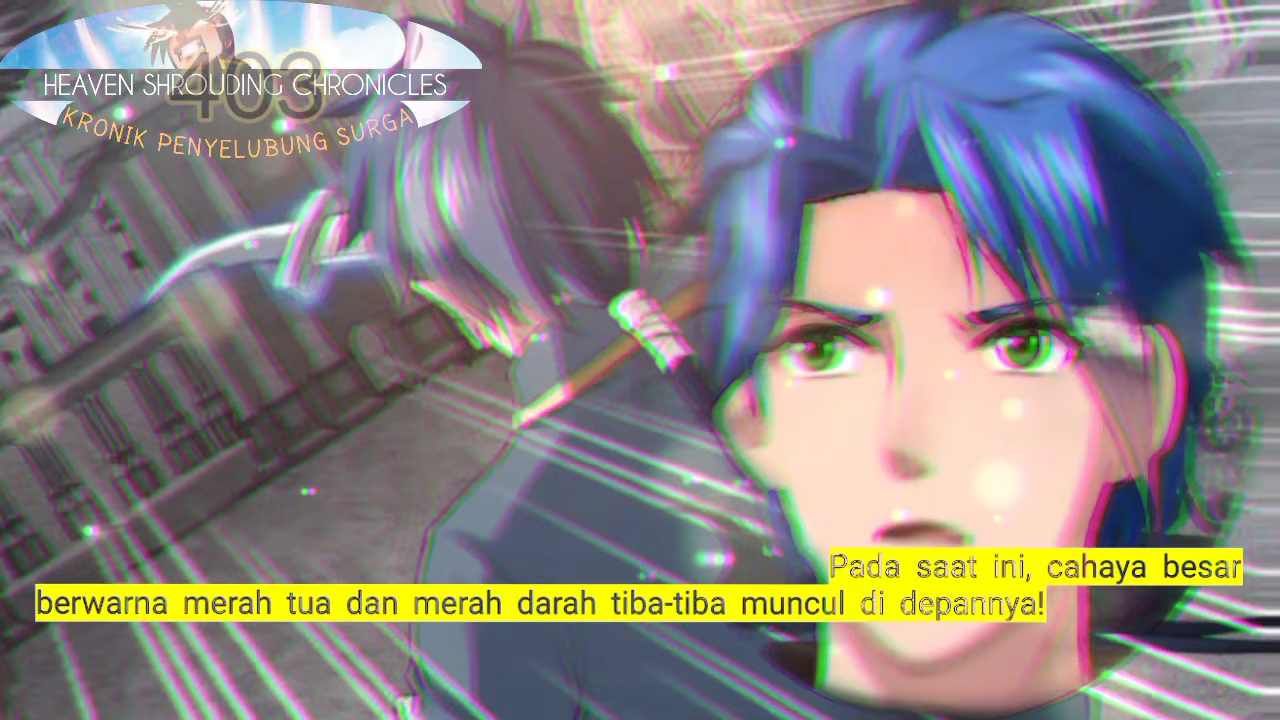 403
HEAVEN SHROUDING CHRONICLES
KRONIK PENYELUBUNG SURGA
Pada saat ini, cahaya besar
berwarna merah tua dan merah darah tiba-tiba muncul di depannya!